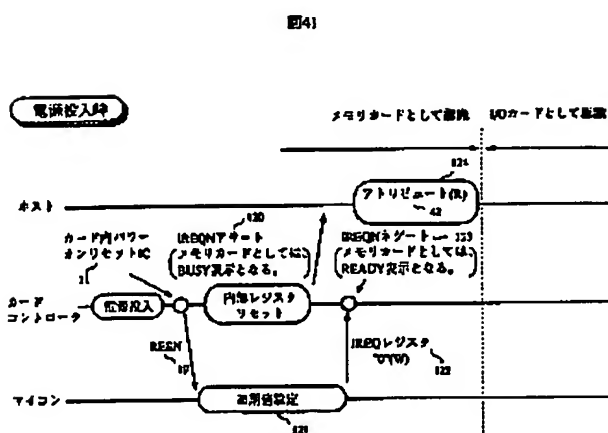 図41
電源投入時
メモリカードとして認識
I/Oカードとして認識
124
アトリビュート(R)
42
ホスト
120
カード内パワー
オンリセットIC
IREQNアサート
メモリカードとしては、
BUSY表示となる。
IREQNネゲート
123
メモリカードとしては、
READY表示となる。
カード
コントローラ
電源投入
内部レジスタ
リセット
RESN
17
IREQレジスタ
"0"(W)
122
マイコン
初期値設定
121